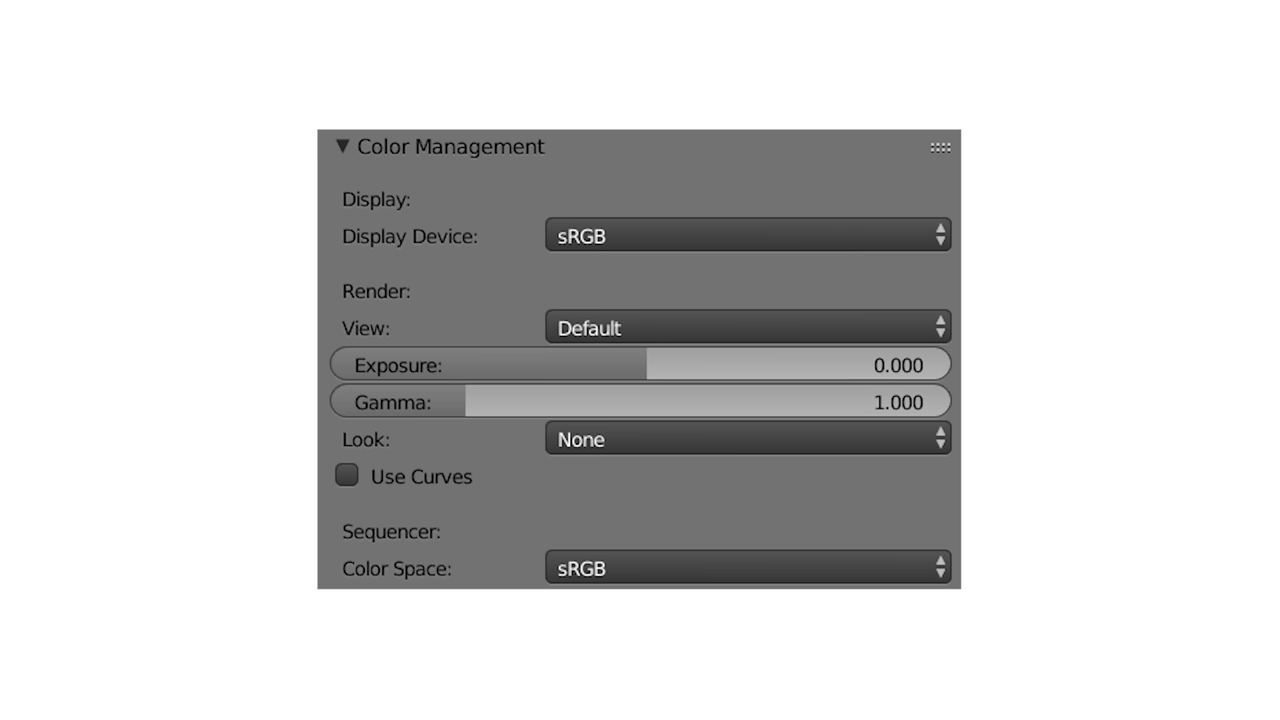 Color Management
Display:
Display Device: sRGB
Render:
View: Default
Exposure: 0.000
Gamma: 1.000
Look: None
Use Curves
Sequencer:
Color Space: sRGB